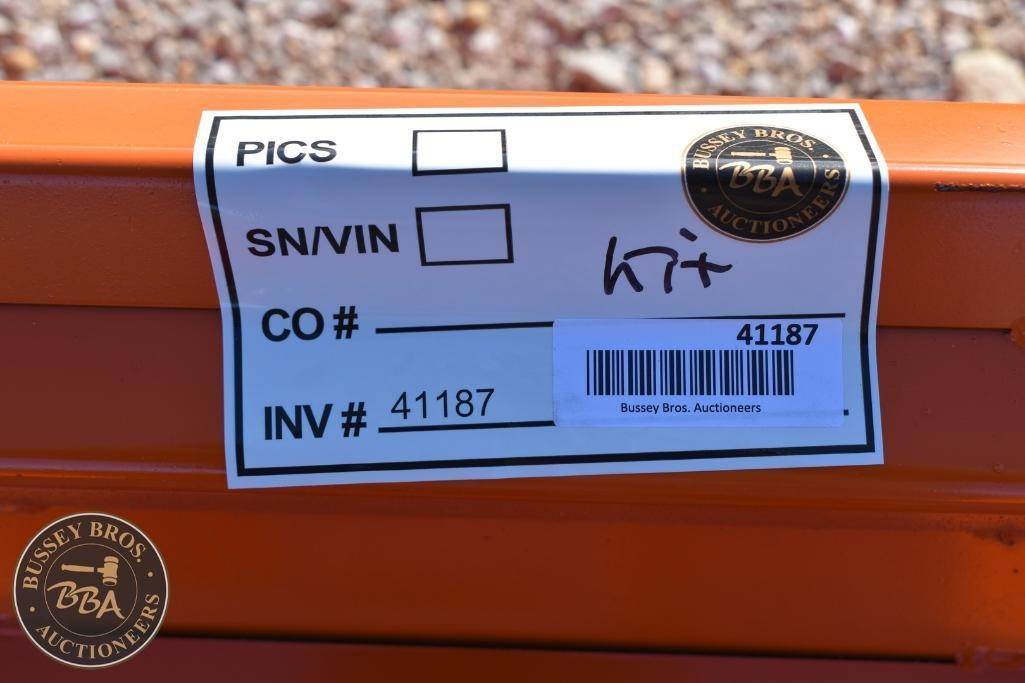 PICS
BUSSEY BROS.
BBA
AUCTIONEERS
SN/VIN
Kit
CO #
41187
INV # 41187
Bussey Bros. Auctioneers
BUSSEY BROS.
BBA
AUCTIONEERS